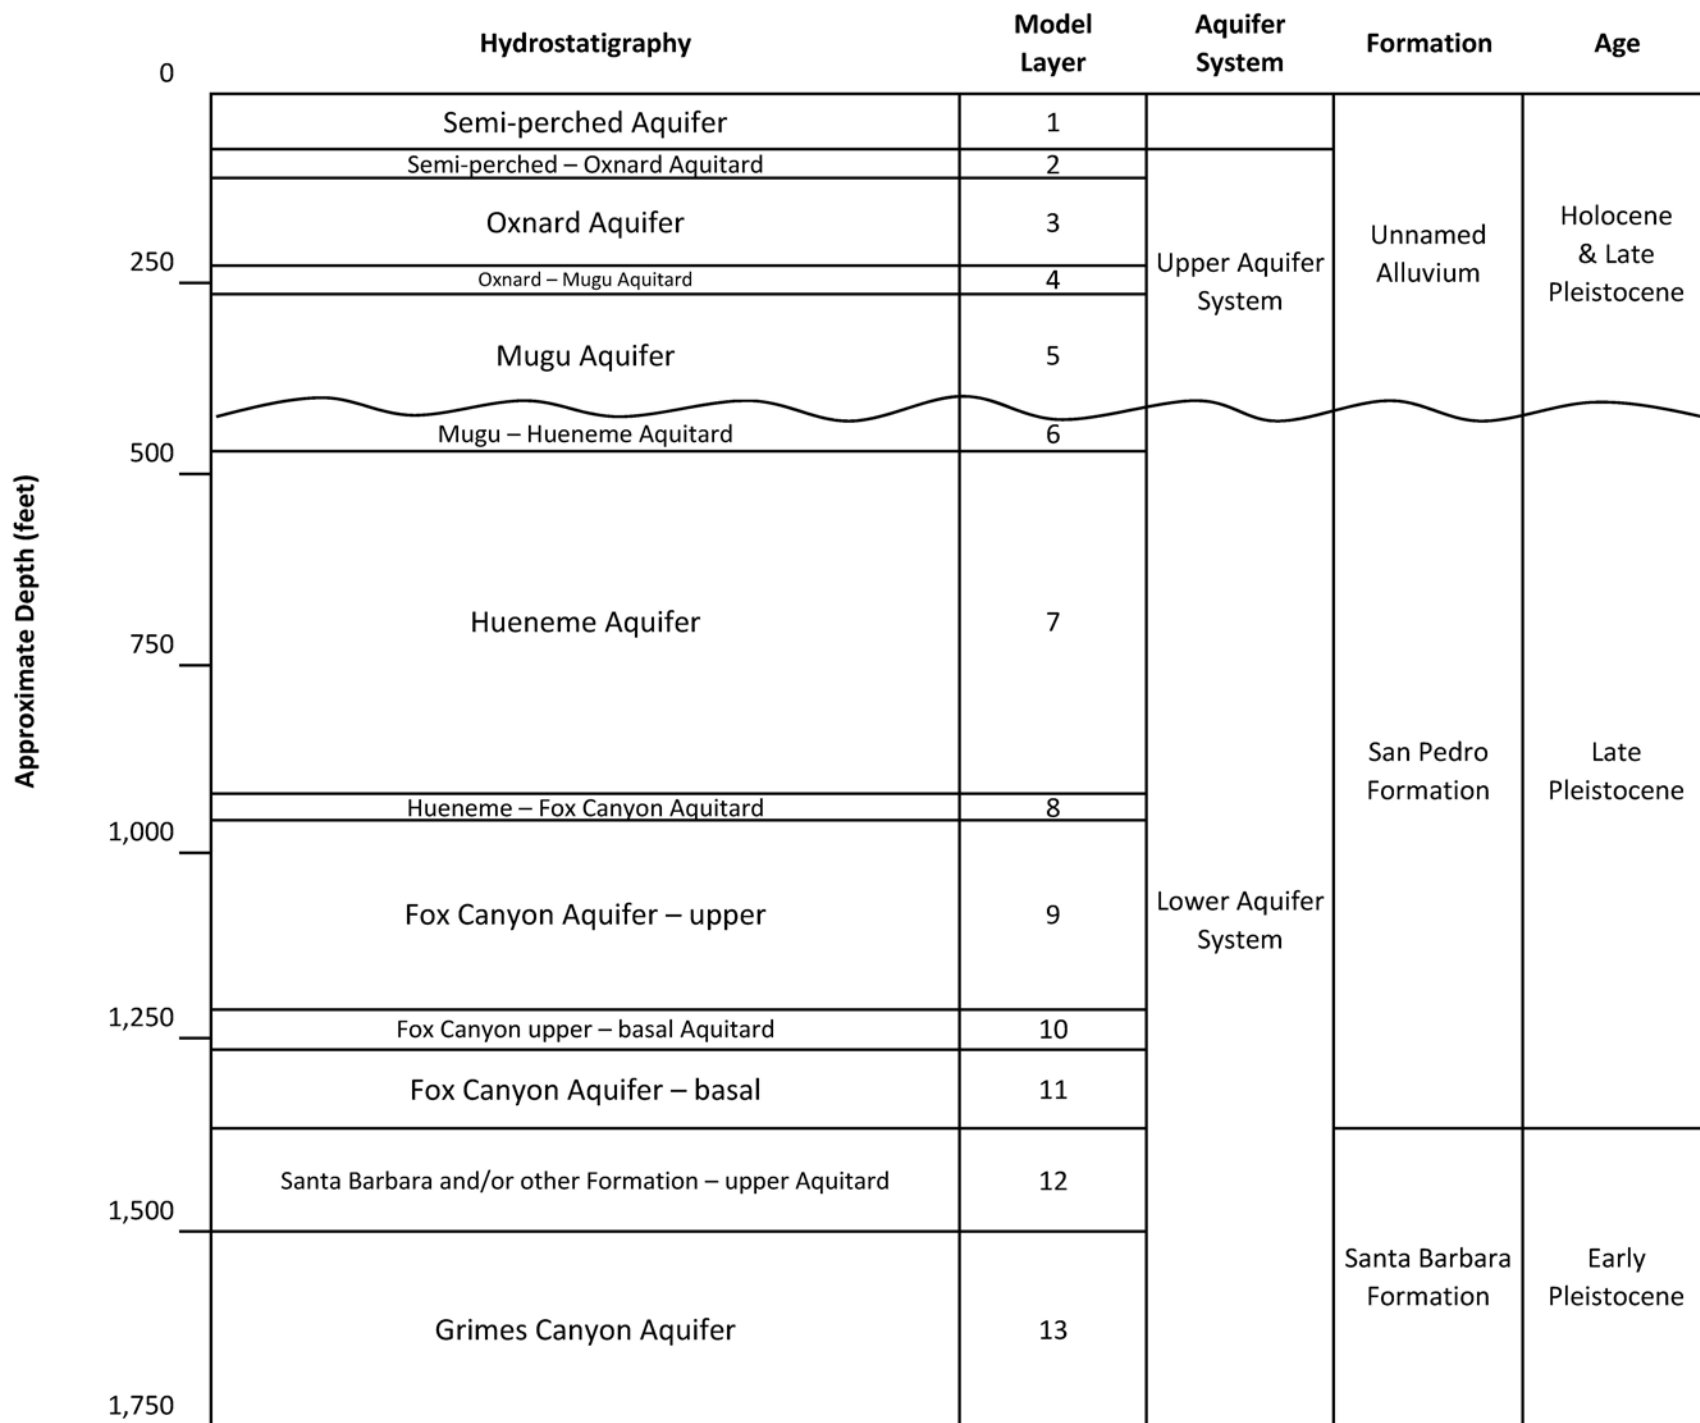 Hydrostatigraphy
Model
Layer
Aquifer
System
Formation
Age
Approximate Depth (feet)
0
250
500
750
1,000
1,250
1,500
1,750
Semi-perched Aquifer
1
Semi-perched – Oxnard Aquitard
2
Oxnard Aquifer
3
Oxnard – Mugu Aquitard
4
Mugu Aquifer
5
Mugu – Hueneme Aquitard
6
Hueneme Aquifer
7
Hueneme – Fox Canyon Aquitard
8
Fox Canyon Aquifer – upper
9
Fox Canyon upper – basal Aquitard
10
Fox Canyon Aquifer – basal
11
Santa Barbara and/or other Formation – upper Aquitard
12
Grimes Canyon Aquifer
13
Upper Aquifer
System
Lower Aquifer
System
Unnamed
Alluvium
San Pedro
Formation
Santa Barbara
Formation
Holocene
& Late
Pleistocene
Late
Pleistocene
Early
Pleistocene